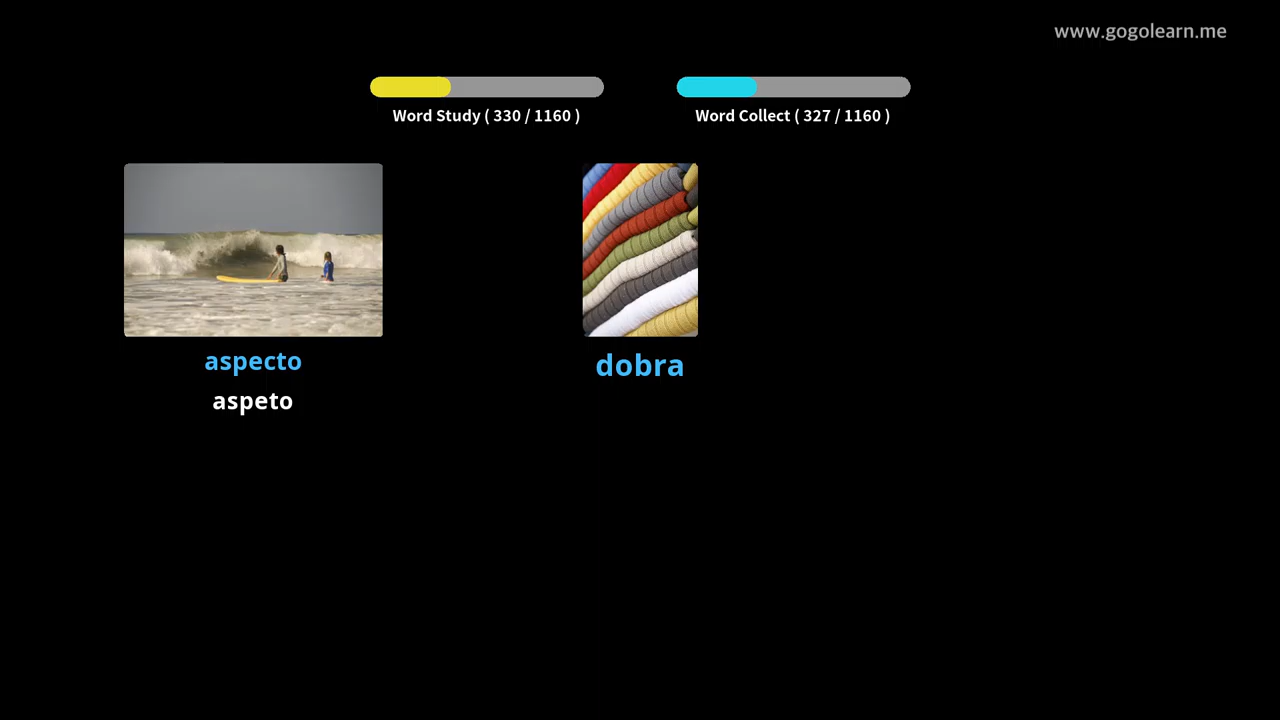 www.gogolearn.me
Word Study ( 330 / 1160 )
Word Collect ( 327 / 1160 )
aspecto
aspeto
dobra